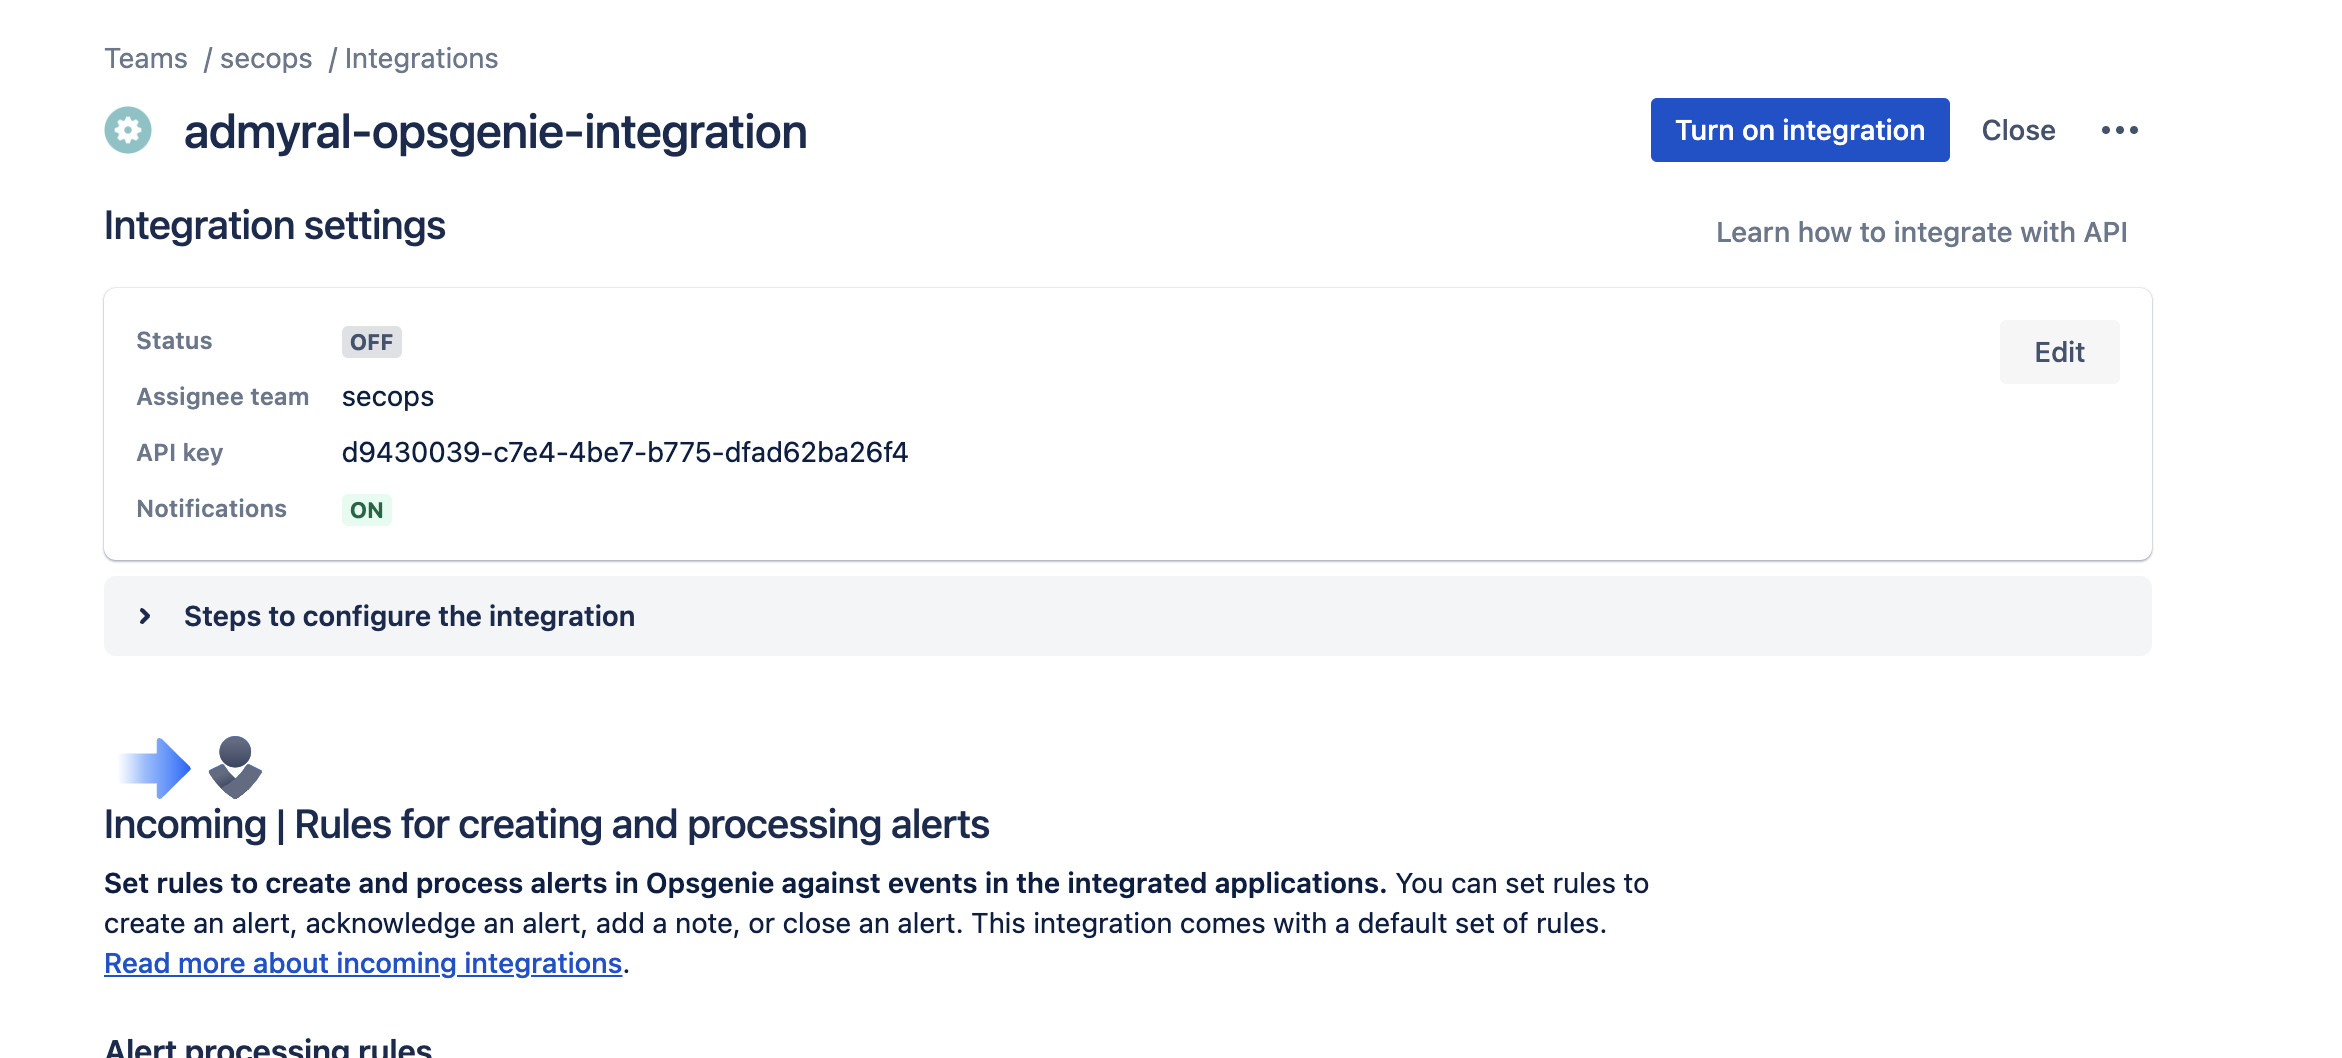 Teams / secops / Integrations
admyral-opsgenie-integration
Turn on integration
Close
Integration settings
Learn how to integrate with API
Status OFF
Edit
Assignee team secops
API key d9430039-c7e4-4be7-b775-dfad62ba26f4
Notifications ON
Steps to configure the integration
Incoming | Rules for creating and processing alerts
Set rules to create and process alerts in Opsgenie against events in the integrated applications. You can set rules to
create an alert, acknowledge an alert, add a note, or close an alert. This integration comes with a default set of rules.
Read more about incoming integrations.
Alert processing rules